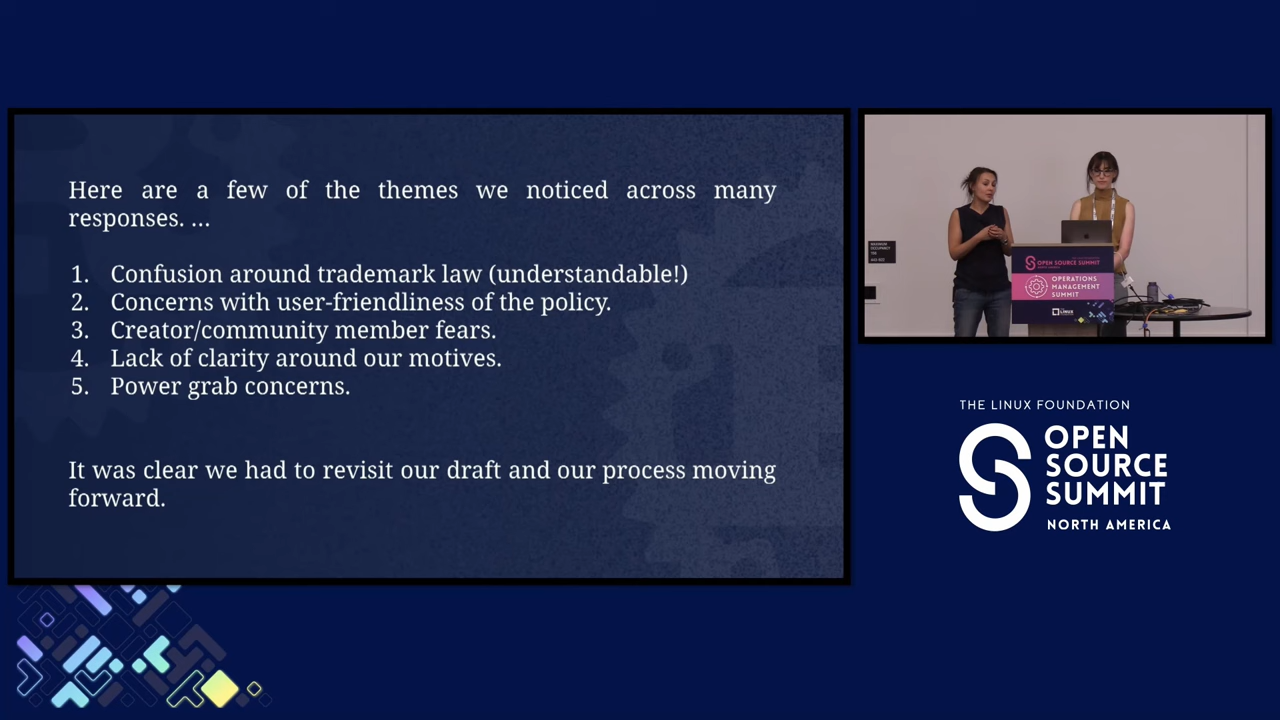 Here are a few of the themes we noticed across many
responses. ...
1. Confusion around trademark law (understandable!)
2. Concerns with user-friendliness of the policy.
3. Creator/community member fears.
4. Lack of clarity around our motives.
5. Power grab concerns.
It was clear we had to revisit our draft and our process moving
forward.
OPEN SOURCE SUMMIT
OPERATIONS
MANAGEMENT
SUMMIT
LINUX
THE LINUX FOUNDATION
OPEN
SOURCE
SUMMIT
NORTH AMERICA